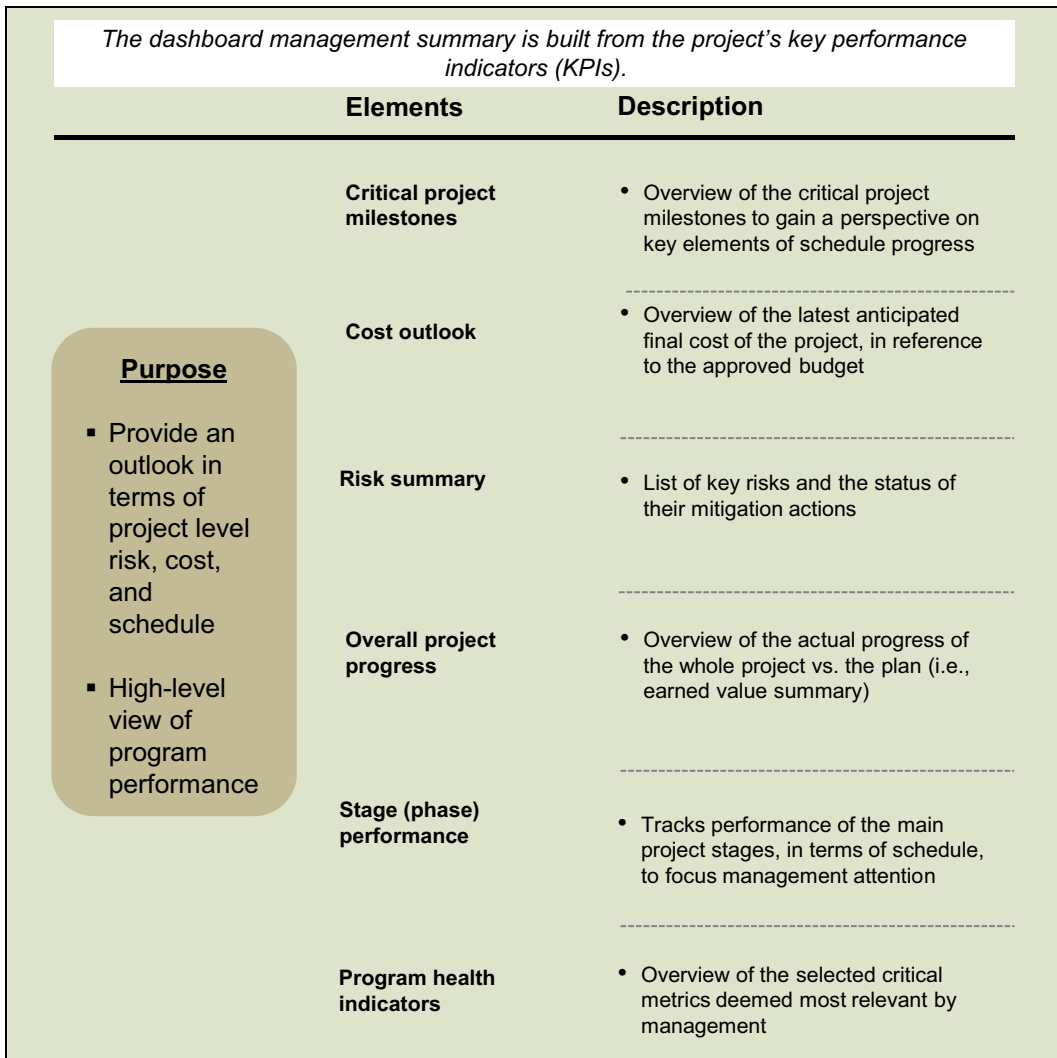 The dashboard management summary is built from the project’s key performance
indicators (KPIs).
Elements
Description
Purpose
▪ Provide an
outlook in
terms of
project level
risk, cost,
and
schedule
▪ High-level
view of
program
performance
Critical project
milestones
• Overview of the critical project
milestones to gain a perspective on
key elements of schedule progress
Cost outlook
• Overview of the latest anticipated
final cost of the project, in reference
to the approved budget
Risk summary
• List of key risks and the status of
their mitigation actions
Overall project
progress
• Overview of the actual progress of
the whole project vs. the plan (i.e.,
earned value summary)
Stage (phase)
performance
• Tracks performance of the main
project stages, in terms of schedule,
to focus management attention
Program health
indicators
• Overview of the selected critical
metrics deemed most relevant by
management